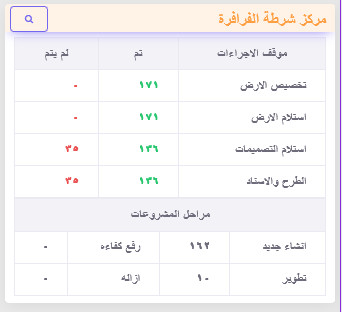 مركز شرطة الفرافرة
موقف الاجراءات تم لم يتم
تخصيص الارض ١٧١ -
استلام الارض ١٧١ -
استلام التصميمات ١٣٦ ٣٥
الطرح والاسناد ١٣٦ ٣٥
مراحل المشروعات
انشاء جديد ١٦٢ رفع كفاءه -
تطوير ١٠ ازاله -